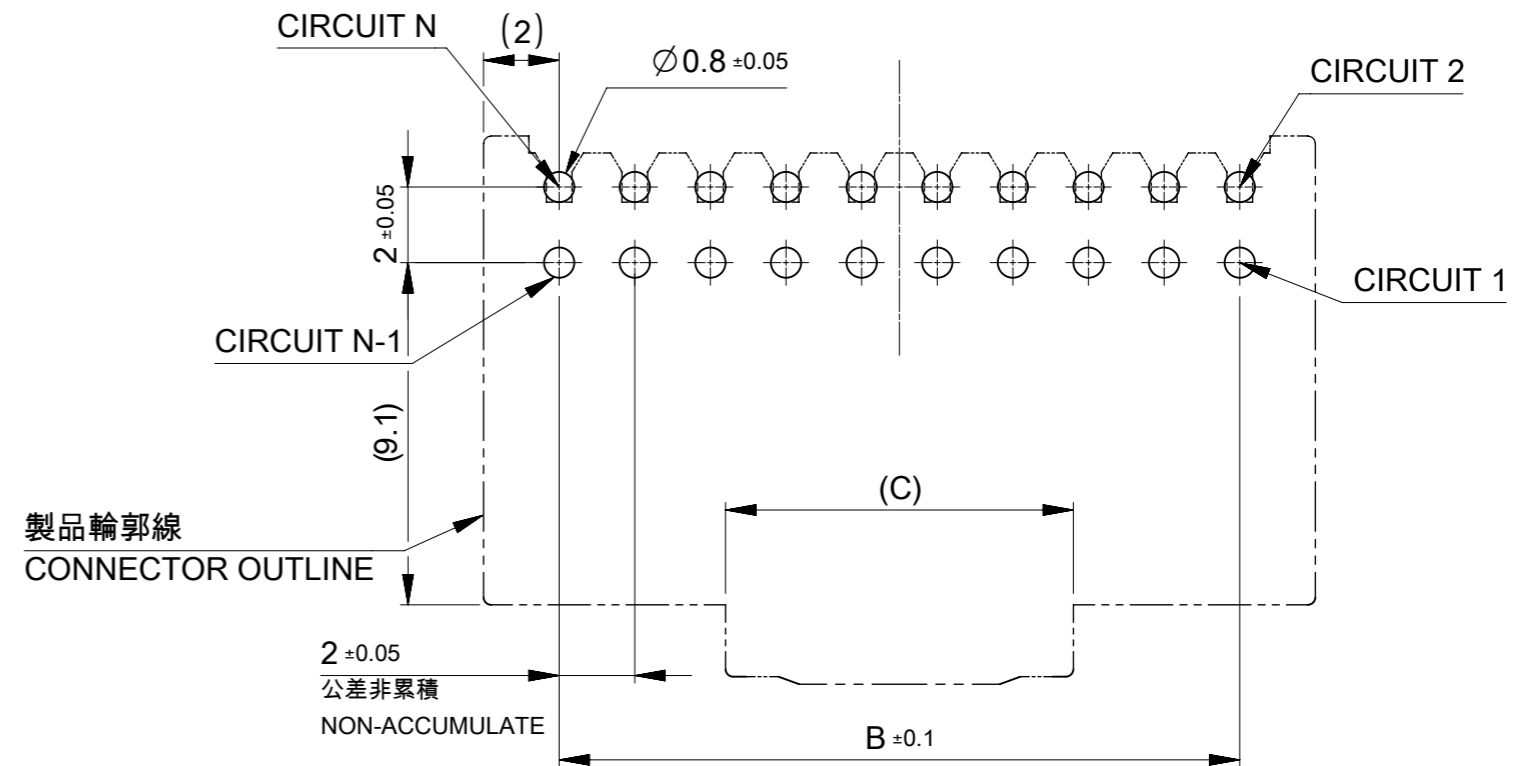 CIRCUIT N
(2)
∅0.8 ±0.05
CIRCUIT 2
2 ±0.05
CIRCUIT 1
CIRCUIT N-1
(9.1)
(C)
製品輪郭線
CONNECTOR OUTLINE
2 ±0.05
公差非累積
NON-ACCUMULATE
B ±0.1